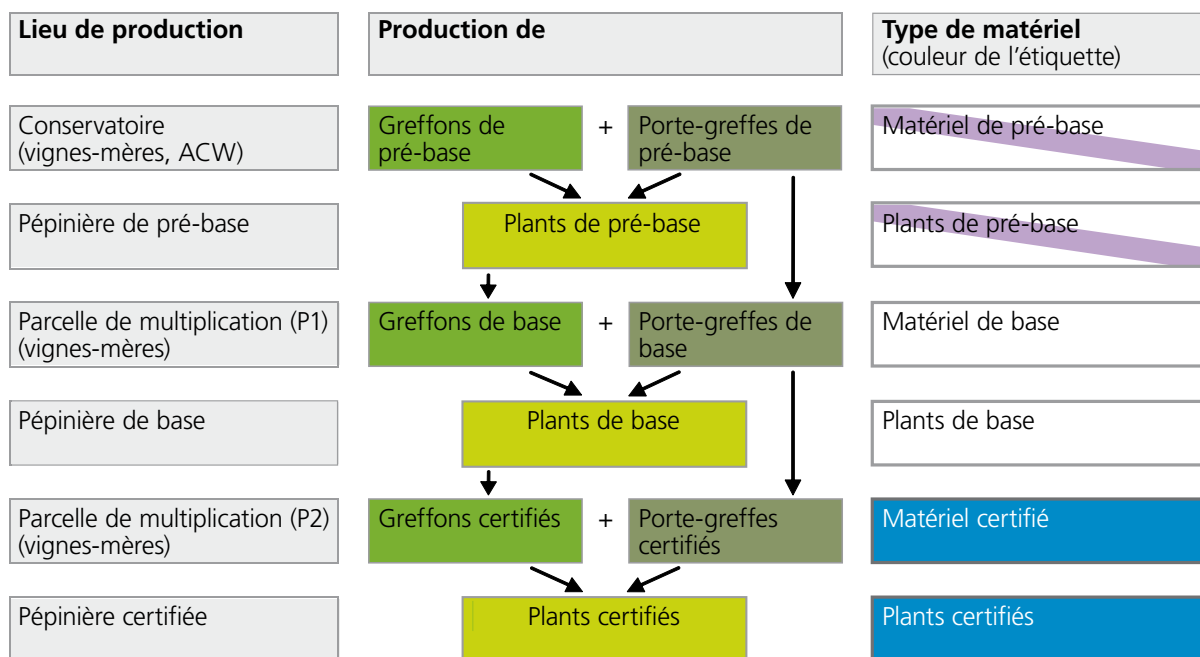 Lieu de production
Production de
Type de matériel
(couleur de l'étiquette)
Conservatoire
(vignes-mères, ACW)
Greffons de
pré-base
+
Porte-greffes de
pré-base
Matériel de pré-base
Pépinière de pré-base
Plants de pré-base
Plants de pré-base
Parcelle de multiplication (P1)
(vignes-mères)
Greffons de base
+
Porte-greffes de
base
Matériel de base
Pépinière de base
Plants de base
Plants de base
Parcelle de multiplication (P2)
(vignes-mères)
Greffons certifiés
+
Porte-greffes
certifiés
Matériel certifié
Pépinière certifiée
Plants certifiés
Plants certifiés